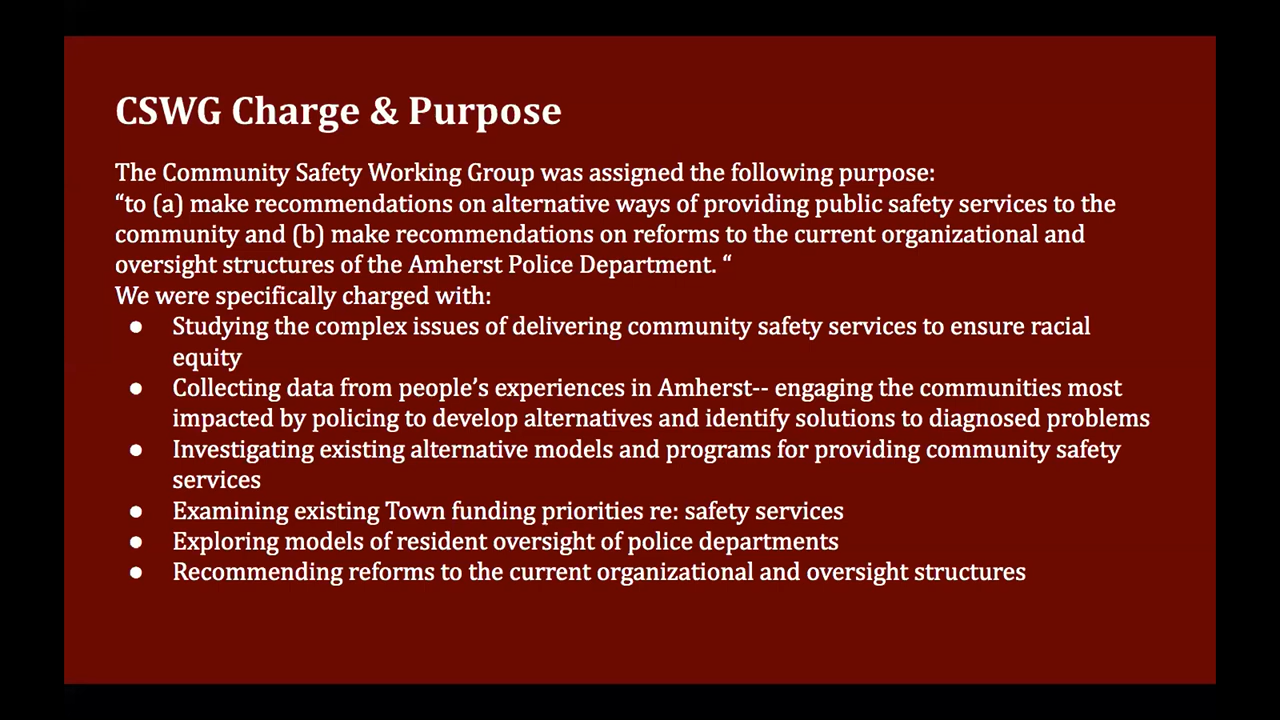 CSWG Charge & Purpose
The Community Safety Working Group was assigned the following purpose:
“to (a) make recommendations on alternative ways of providing public safety services to the
community and (b) make recommendations on reforms to the current organizational and
oversight structures of the Amherst Police Department. “
We were specifically charged with:
● Studying the complex issues of delivering community safety services to ensure racial
equity
● Collecting data from people’s experiences in Amherst-- engaging the communities most
impacted by policing to develop alternatives and identify solutions to diagnosed problems
● Investigating existing alternative models and programs for providing community safety
services
● Examining existing Town funding priorities re: safety services
● Exploring models of resident oversight of police departments
● Recommending reforms to the current organizational and oversight structures